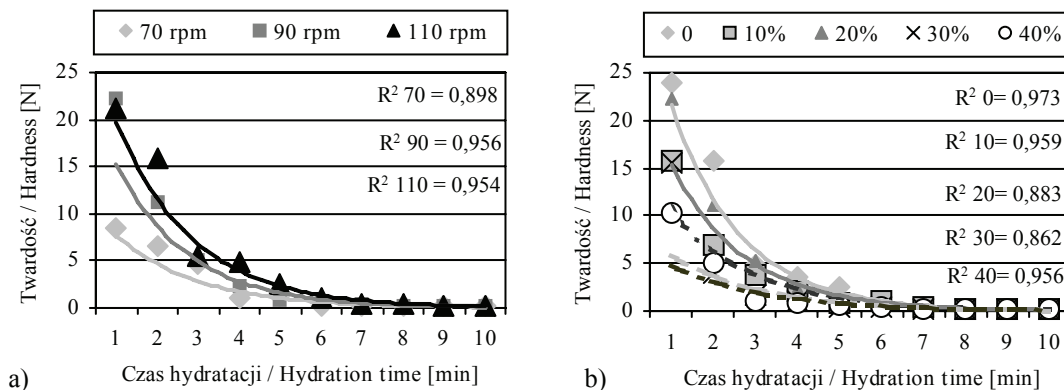 70 rpm 90 rpm 110 rpm
25
20
15
10
5
0
Twardość / Hardness [N]
R² 70 = 0,898
R² 90 = 0,956
R² 110 = 0,954
1 2 3 4 5 6 7 8 9 10
a) Czas hydratacji / Hydration time [min]
0 10% 20% 30% 40%
25
20
15
10
5
0
Twardość / Hardness [N]
R² 0= 0,973
R² 10= 0,959
R² 20= 0,883
R² 30= 0,862
R² 40= 0,956
1 2 3 4 5 6 7 8 9 10
b) Czas hydratacji / Hydration time [min]